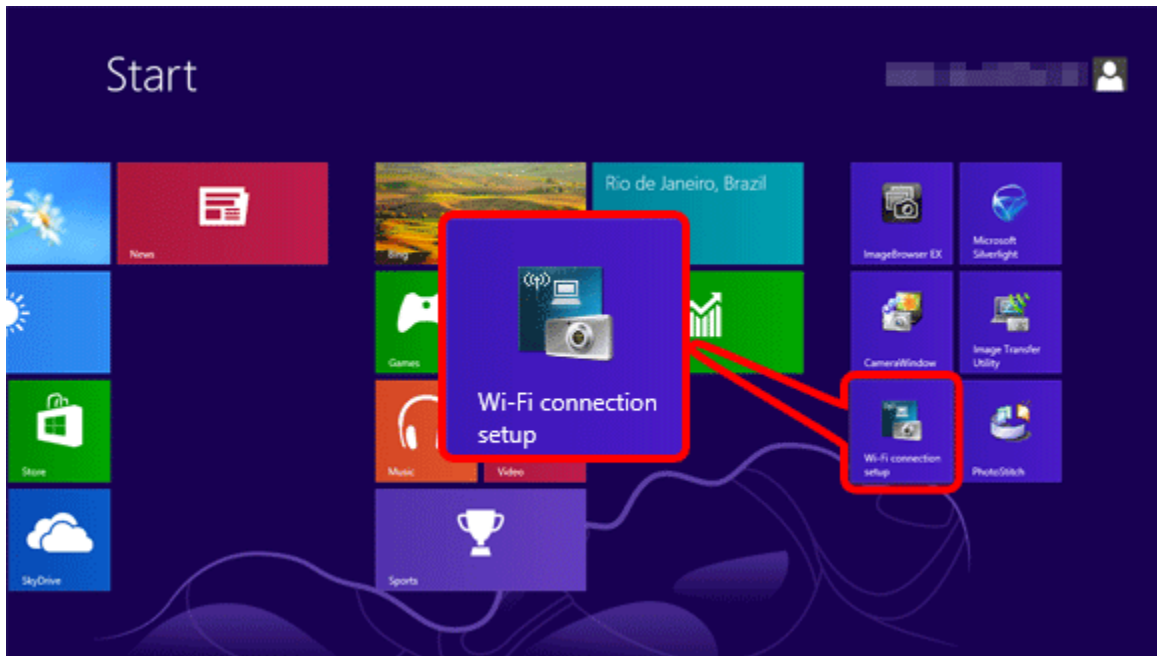 Start
News
Bing
Rio de Janeiro, Brazil
ImageBrowser EX
Microsoft
Silverlight
Games
CameraWindow
Image Transfer
Utility
Wi-Fi connection
setup
Store
Music
Video
Wi-Fi connection
setup
PhotoStitch
SkyDrive
Sports